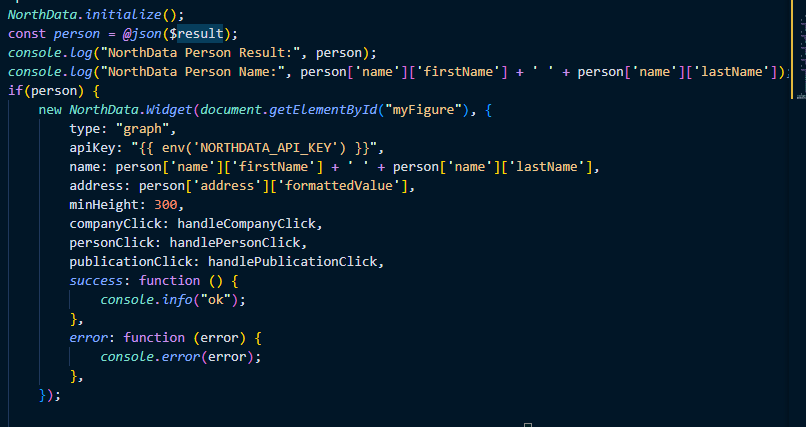 NorthData.initialize();
const person = @json($result);
console.log("NorthData Person Result:", person);
console.log("NorthData Person Name:", person['name']['firstName'] + ' ' + person['name']['lastName']);
if(person) {
    new NorthData.Widget(document.getElementById("myFigure"), {
        type: "graph",
        apiKey: "{{ env('NORTHDATA_API_KEY') }}",
        name: person['name']['firstName'] + ' ' + person['name']['lastName'],
        address: person['address']['formattedValue'],
        minHeight: 300,
        companyClick: handleCompanyClick,
        personClick: handlePersonClick,
        publicationClick: handlePublicationClick,
        success: function () {
            console.info("ok");
        },
        error: function (error) {
            console.error(error);
        },
    });